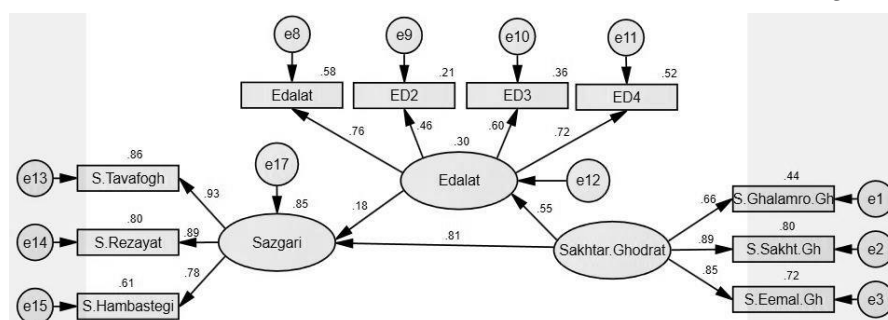 e8
e9
e10
e11
.58
.21
.36
.52
Edalat
ED2
ED3
ED4
.76
.46
.60
.72
.30
Edalat
e12
e17
.86
e13
S.Tavafogh
.93
.85
.18
.55
.44
S.Ghalamro.Gh
e1
.66
.80
e14
S.Rezayat
.89
Sazgari
.81
Sakhtar.Ghodrat
.89
.80
S.Sakht.Gh
e2
.78
.61
e15
S.Hambastegi
.85
.72
S.Eemal.Gh
e3